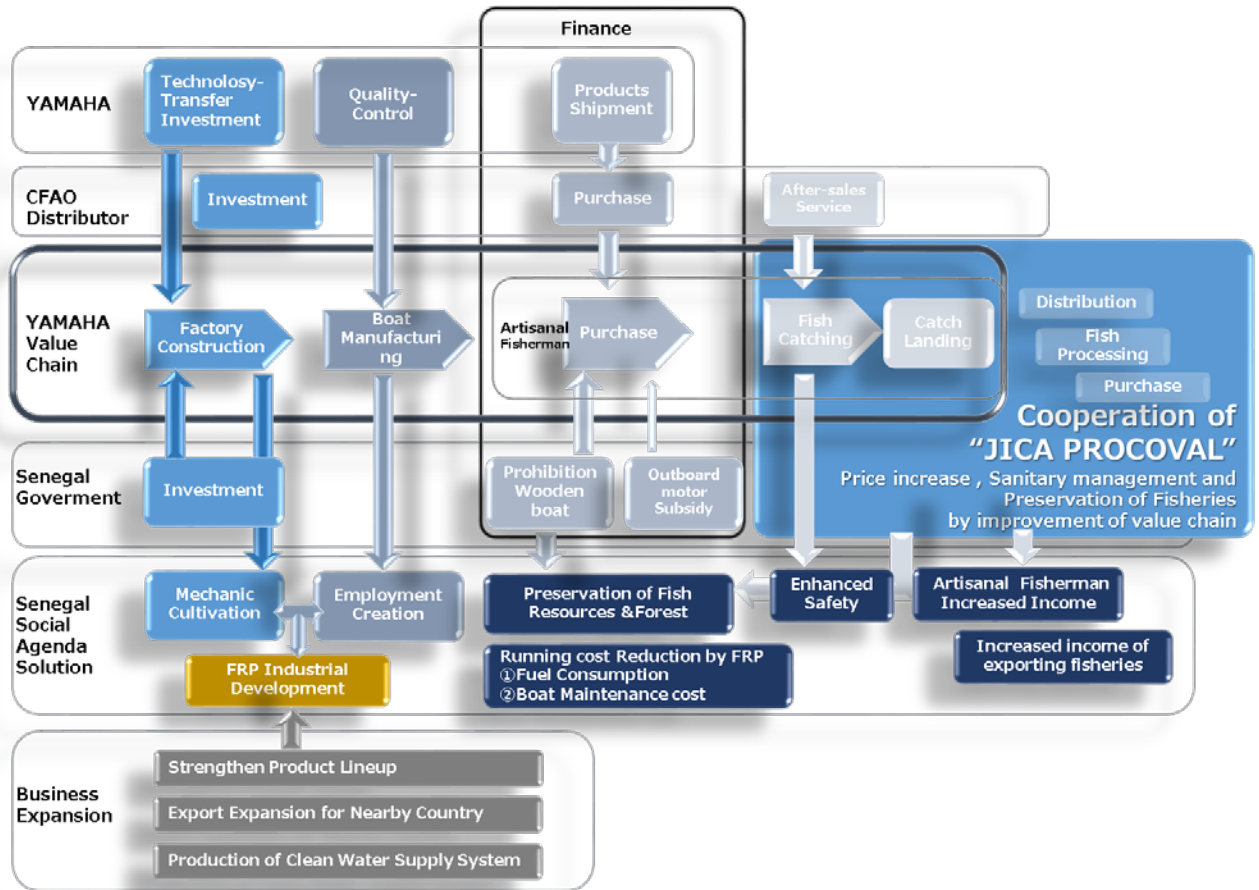 Finance
YAMAHA
Technolosy-
Transfer
Investment
Quality-
Control
Products
Shipment
CFAO
Distributor
Investment
Purchase
After-sales
Service
YAMAHA
Value
Chain
Factory
Construction
Boat
Manufacturi
ng
Artisanal
Fisherman
Purchase
Fish
Catching
Catch
Landing
Distribution
Fish
Processing
Purchase
Cooperation of
“JICA PROCOVAL”
Price increase , Sanitary management and
Preservation of Fisheries
by improvement of value chain
Senegal
Goverment
Investment
Prohibition
Wooden
boat
Outboard
motor
Subsidy
Senegal
Social
Agenda
Solution
Mechanic
Cultivation
Employment
Creation
FRP Industrial
Development
Preservation of Fish
Resources &Forest
Enhanced
Safety
Artisanal Fisherman
Increased Income
Running cost Reduction by FRP
①Fuel Consumption
②Boat Maintenance cost
Increased income of
exporting fisheries
Business
Expansion
Strengthen Product Lineup
Export Expansion for Nearby Country
Production of Clean Water Supply System